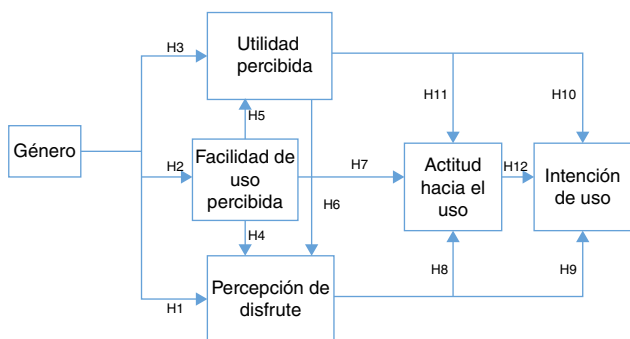 Utilidad
percibida
H3
H11
H10
H5
Género
H2
Facilidad de
uso
percibida
H7
Actitud
hacia el
uso
H12
Intención
de uso
H6
H4
H8
H9
H1
Percepción de
disfrute